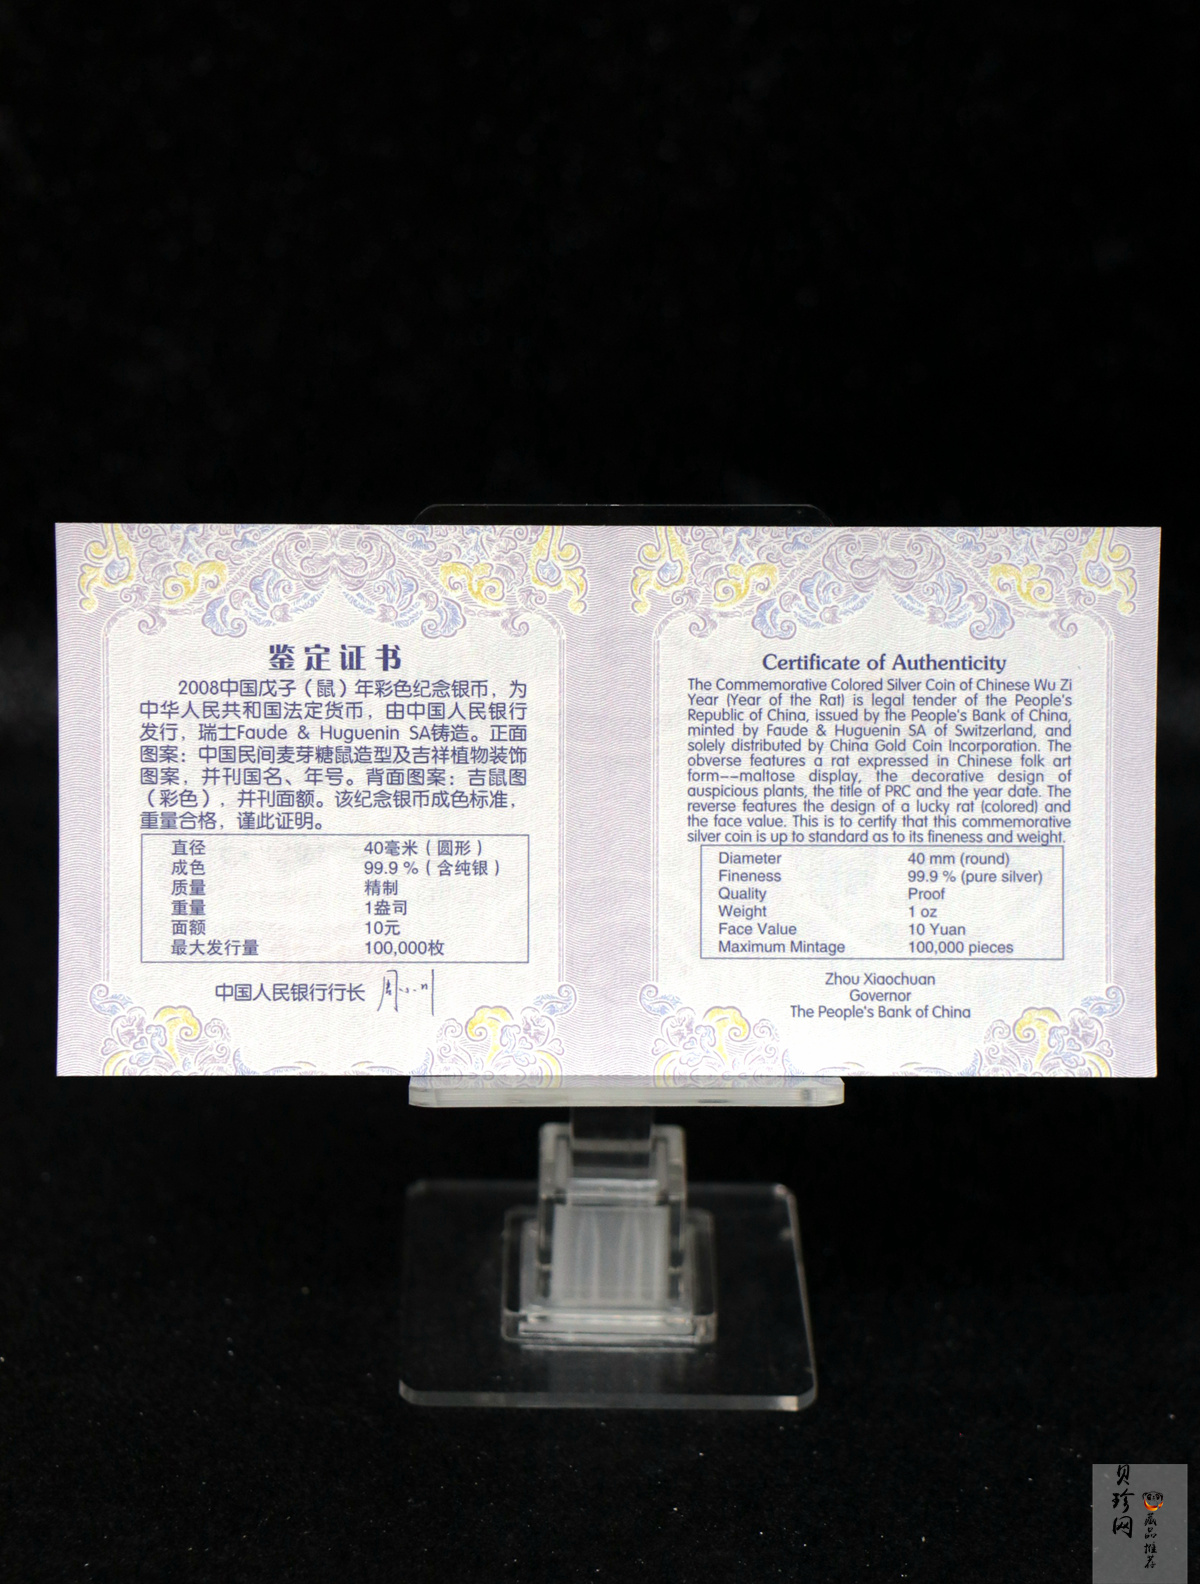 鉴定证书
2008中国戊子（鼠）年彩色纪念银币，为
中华人民共和国法定货币，由中国人民银行
发行，瑞士Faude & Huguenin SA铸造。正面
图案：中国民间麦芽糖鼠造型及吉祥植物装饰
图案，并刊国名、年号。背面图案：吉鼠图
（彩色），并刊面额。该纪念银币成色标准，
重量合格，谨此证明。
直径 40毫米（圆形）
成色 99.9 %（含纯银）
质量 精制
重量 1盎司
面额 10元
最大发行量 100,000枚
中国人民银行行长
Certificate of Authenticity
The Commemorative Colored Silver Coin of Chinese Wu Zi
Year (Year of the Rat) is legal tender of the People's
Republic of China, issued by the People's Bank of China,
minted by Faude & Huguenin SA of Switzerland, and
solely distributed by China Gold Coin Incorporation. The
obverse features a rat expressed in Chinese folk art
form--maltose display, the decorative design of
auspicious plants, the title of PRC and the year date. The
reverse features the design of a lucky rat (colored) and
the face value. This is to certify that this commemorative
silver coin is up to standard as to its fineness and weight.
Diameter 40 mm (round)
Fineness 99.9 % (pure silver)
Quality Proof
Weight 1 oz
Face Value 10 Yuan
Maximum Mintage 100,000 pieces
Zhou Xiaochuan
Governor
The People's Bank of China
贝珍网
藏品推荐